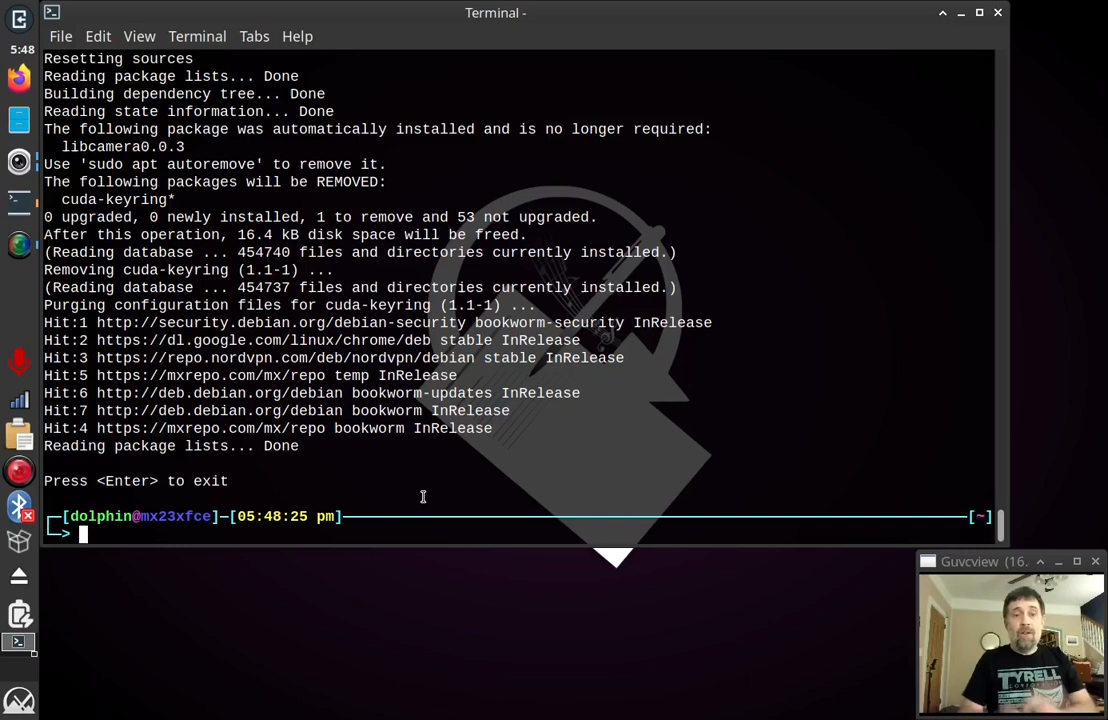 Terminal -
File Edit View Terminal Tabs Help
5:48
Resetting sources
Reading package lists... Done
Building dependency tree... Done
Reading state information... Done
The following package was automatically installed and is no longer required:
libcamera0.0.3
Use 'sudo apt autoremove' to remove it.
The following packages will be REMOVED:
cuda-keyring*
0 upgraded, 0 newly installed, 1 to remove and 53 not upgraded.
After this operation, 16.4 kB disk space will be freed.
(Reading database ... 454740 files and directories currently installed.)
Removing cuda-keyring (1.1-1) ...
(Reading database ... 454737 files and directories currently installed.)
Purging configuration files for cuda-keyring (1.1-1) ...
Hit:1 http://security.debian.org/debian-security bookworm-security InRelease
Hit:2 https://dl.google.com/linux/chrome/deb stable InRelease
Hit:3 https://repo.nordvpn.com/deb/nordvpn/debian stable InRelease
Hit:5 https://mxrepo.com/mx/repo temp InRelease
Hit:6 http://deb.debian.org/debian bookworm-updates InRelease
Hit:7 http://deb.debian.org/debian bookworm InRelease
Hit:4 https://mxrepo.com/mx/repo bookworm InRelease
Reading package lists... Done
Press <Enter> to exit
[dolphin@mx23xfce]-[05:48:25 pm] [~]
>
Guvcview (16.
TYRELL